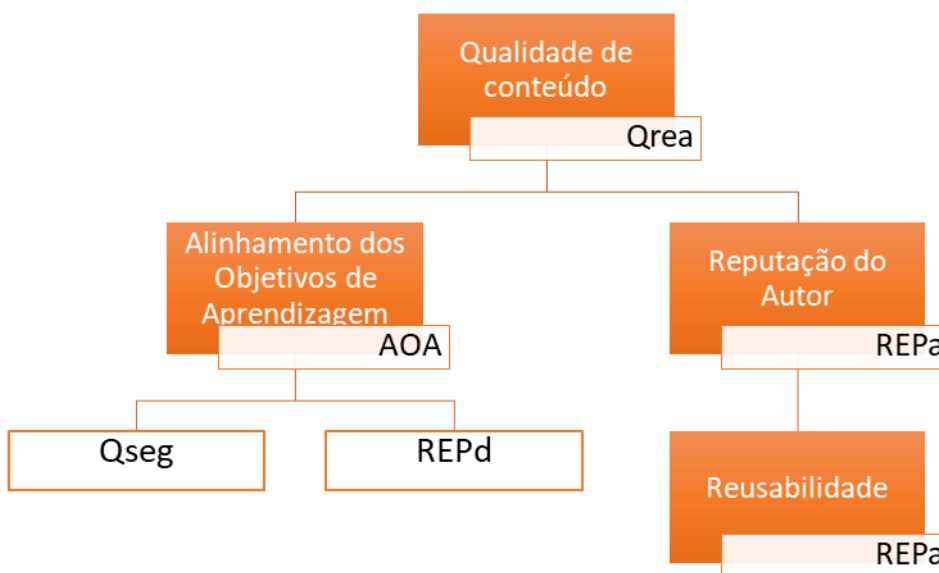 Qualidade de
conteúdo
Qrea
Alinhamento dos
Objetivos de
Aprendizagem
AOA
Reputação do
Autor
REPa
Qseg
REPd
Reusabilidade
REPa